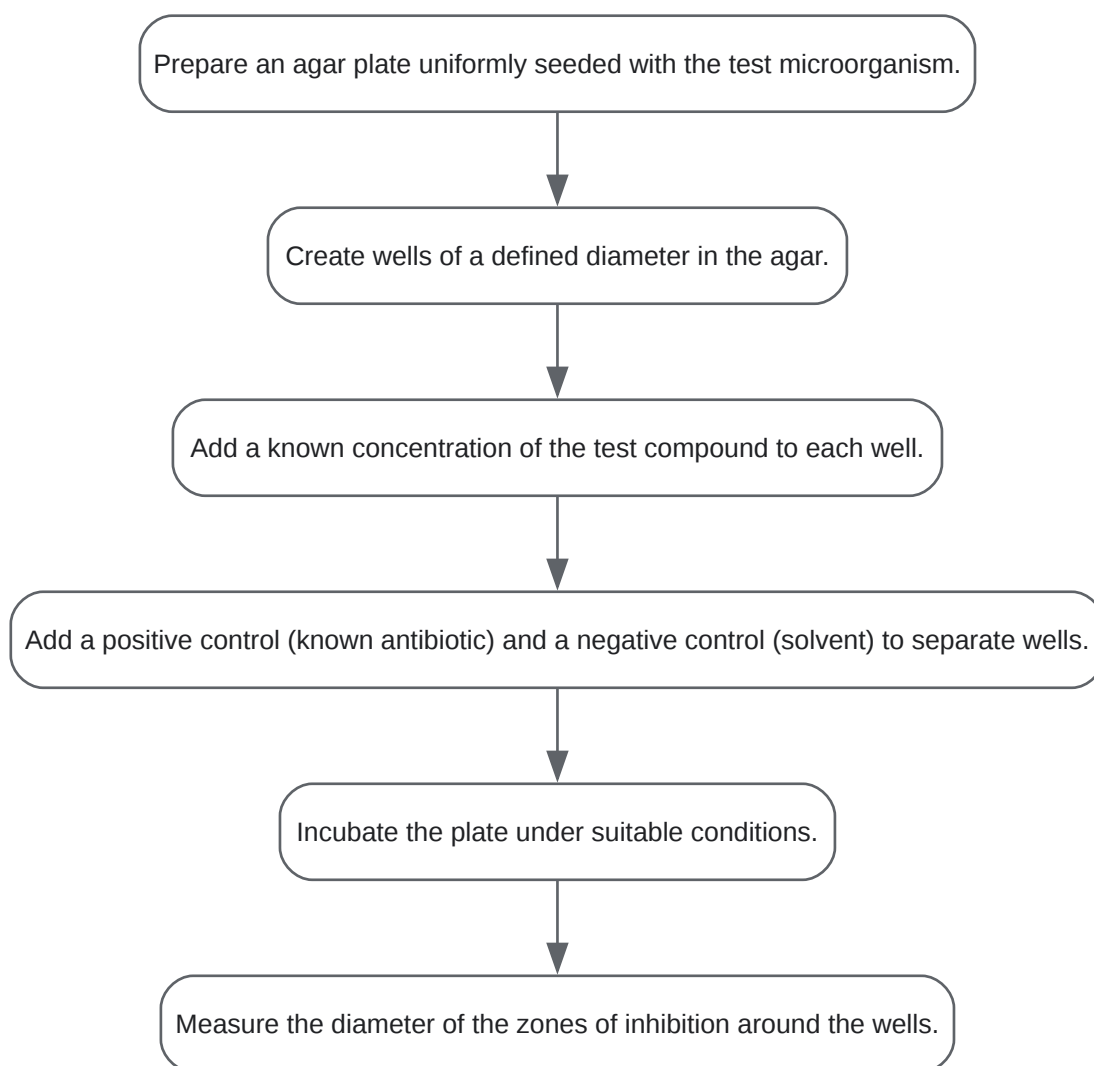 Prepare an agar plate uniformly seeded with the test microorganism.
Create wells of a defined diameter in the agar.
Add a known concentration of the test compound to each well.
Add a positive control (known antibiotic) and a negative control (solvent) to separate wells.
Incubate the plate under suitable conditions.
Measure the diameter of the zones of inhibition around the wells.